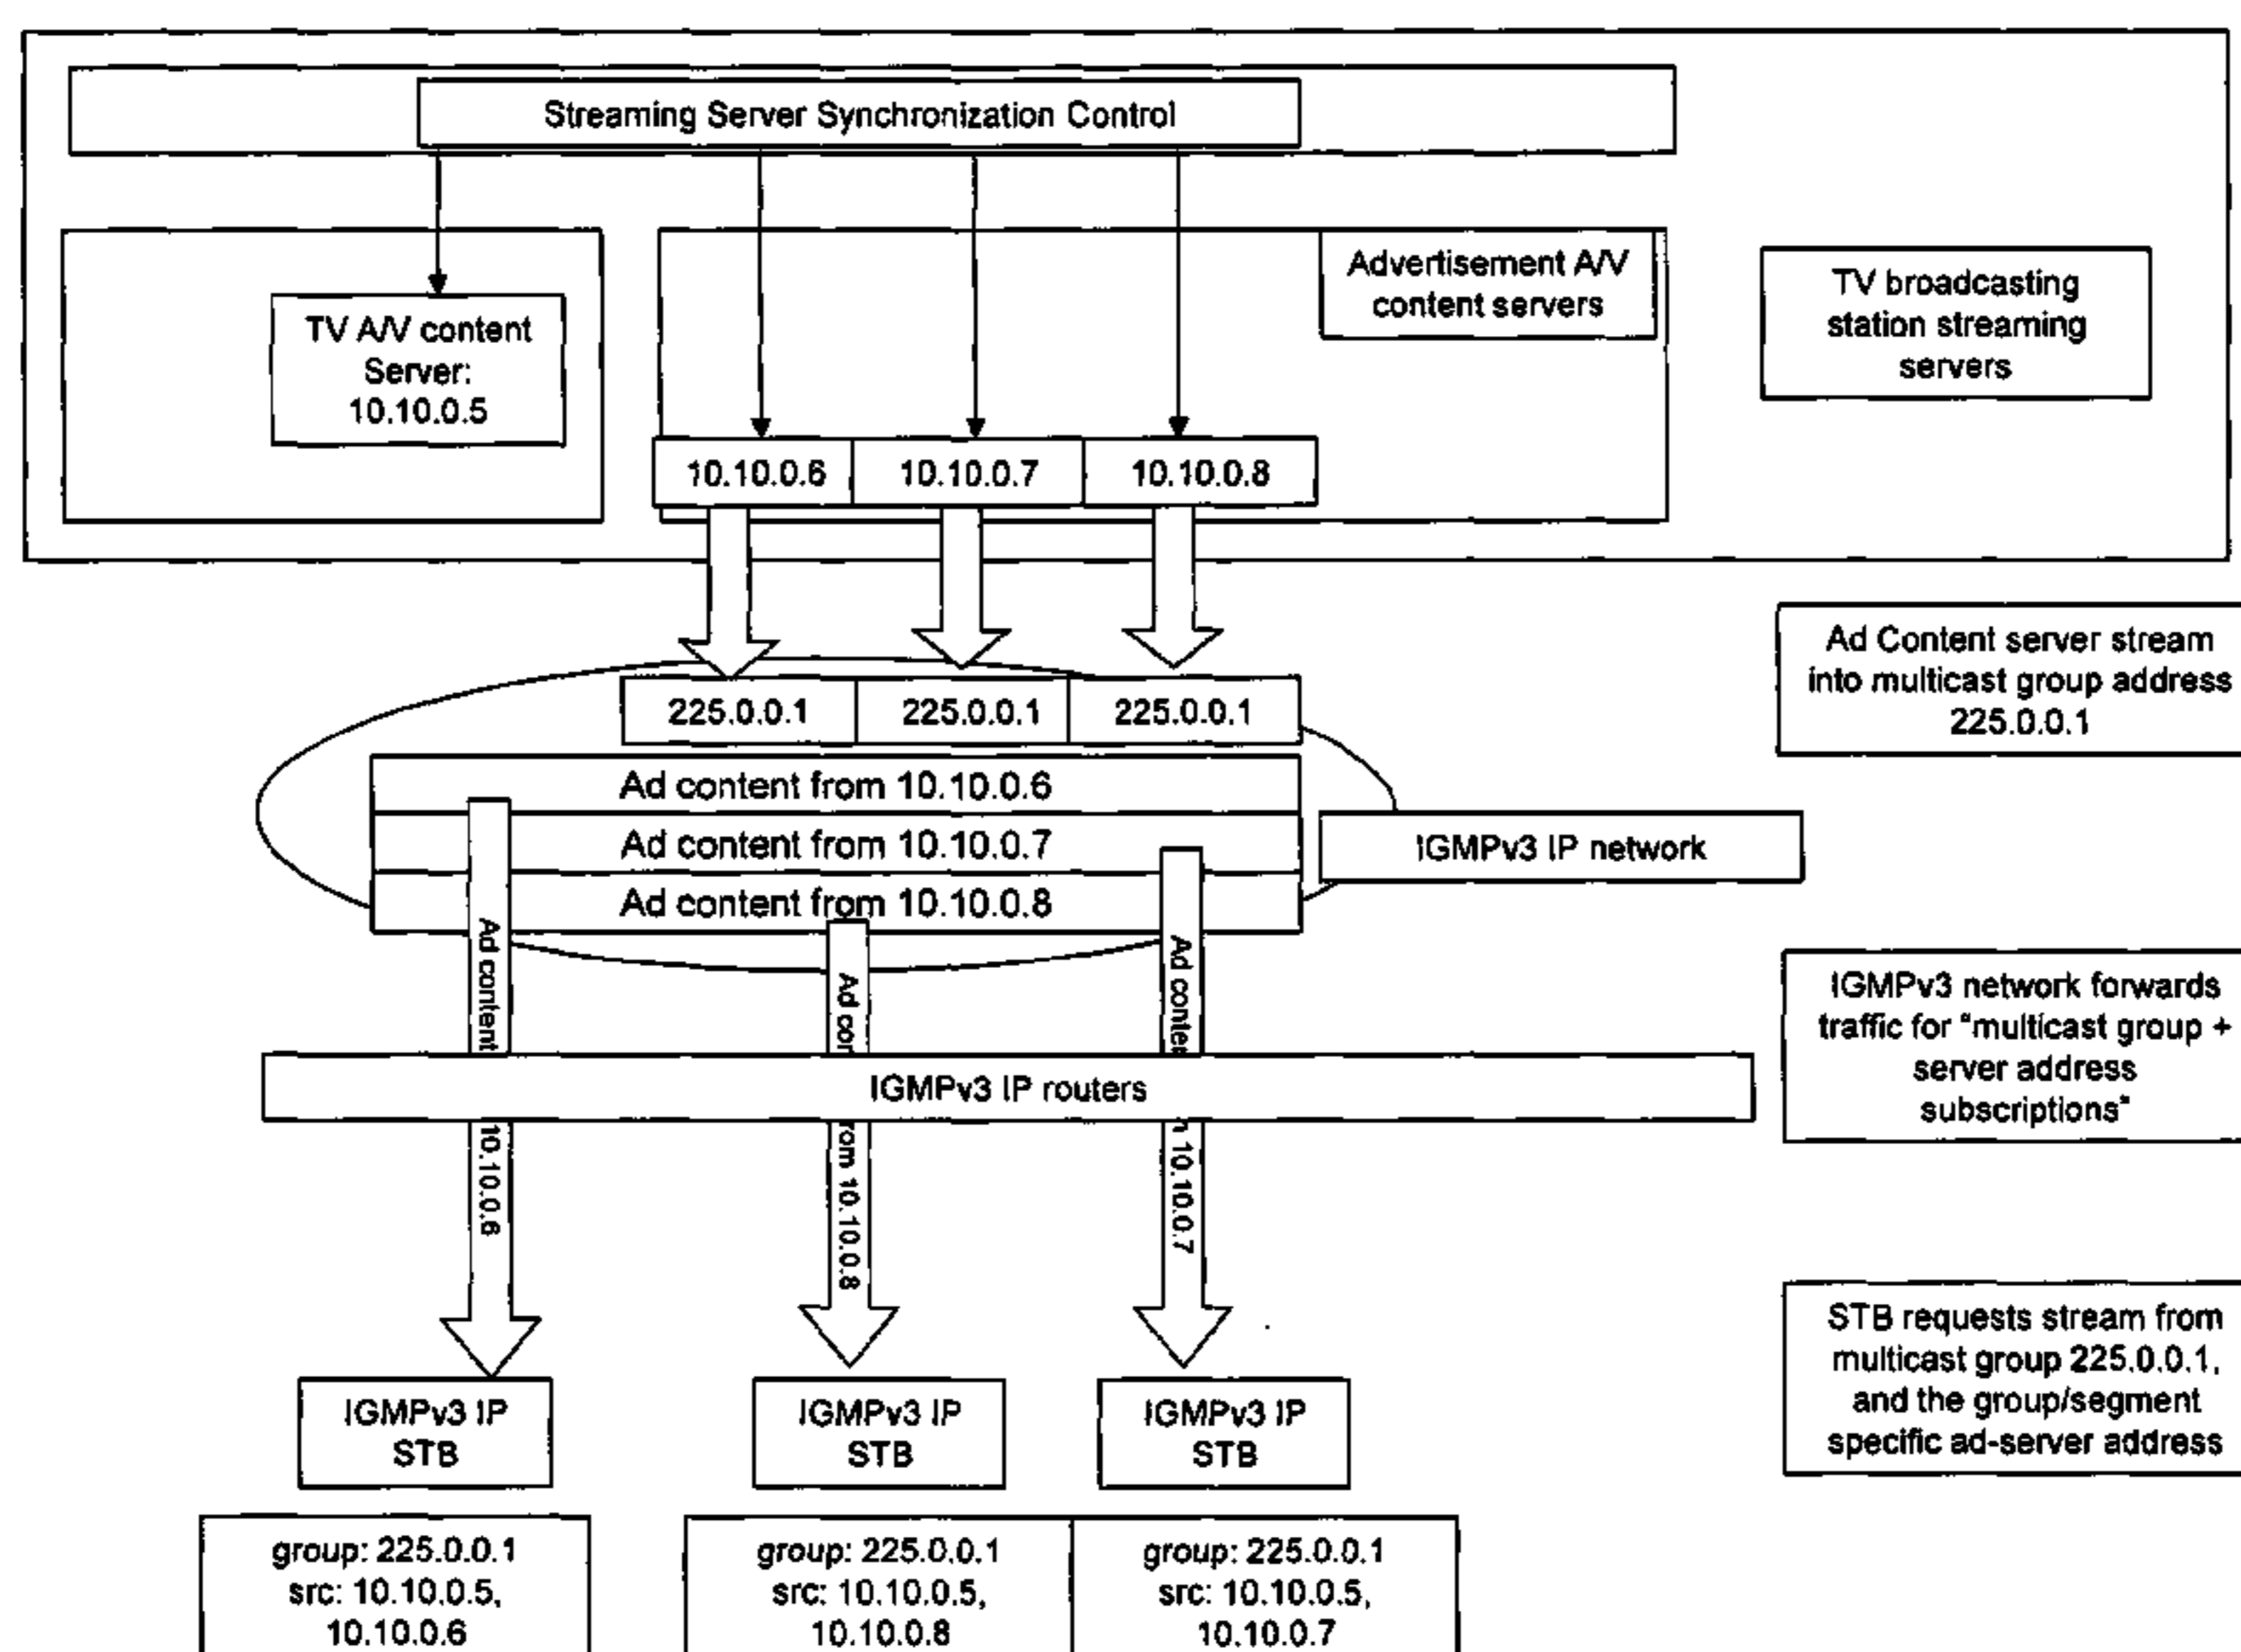 Streaming Server Synchronization Control
TV A/V content
Server:
10.10.0.5
Advertisement A/V
content servers
TV broadcasting
station streaming
servers
10.10.0.6
10.10.0.7
10.10.0.8
Ad Content server stream
into multicast group address
225.0.0.1
225.0.0.1
225.0.0.1
225.0.0.1
Ad content from 10.10.0.6
Ad content from 10.10.0.7
Ad content from 10.10.0.8
IGMPv3 IP network
Ad content
10.10.0.6
Ad
10.10.0.8
Ad
10.10.0.7
IGMPv3 network forwards
traffic for "multicast group +
server address
subscriptions"
IGMPv3 IP routers
STB requests stream from
multicast group 225.0.0.1,
and the group/segment
specific ad-server address
IGMPv3 IP
STB
IGMPv3 IP
STB
IGMPv3 IP
STB
group: 225.0.0.1
src: 10.10.0.5,
10.10.0.6
group: 225.0.0.1
src: 10.10.0.5,
10.10.0.8
group: 225.0.0.1
src: 10.10.0.5,
10.10.0.7